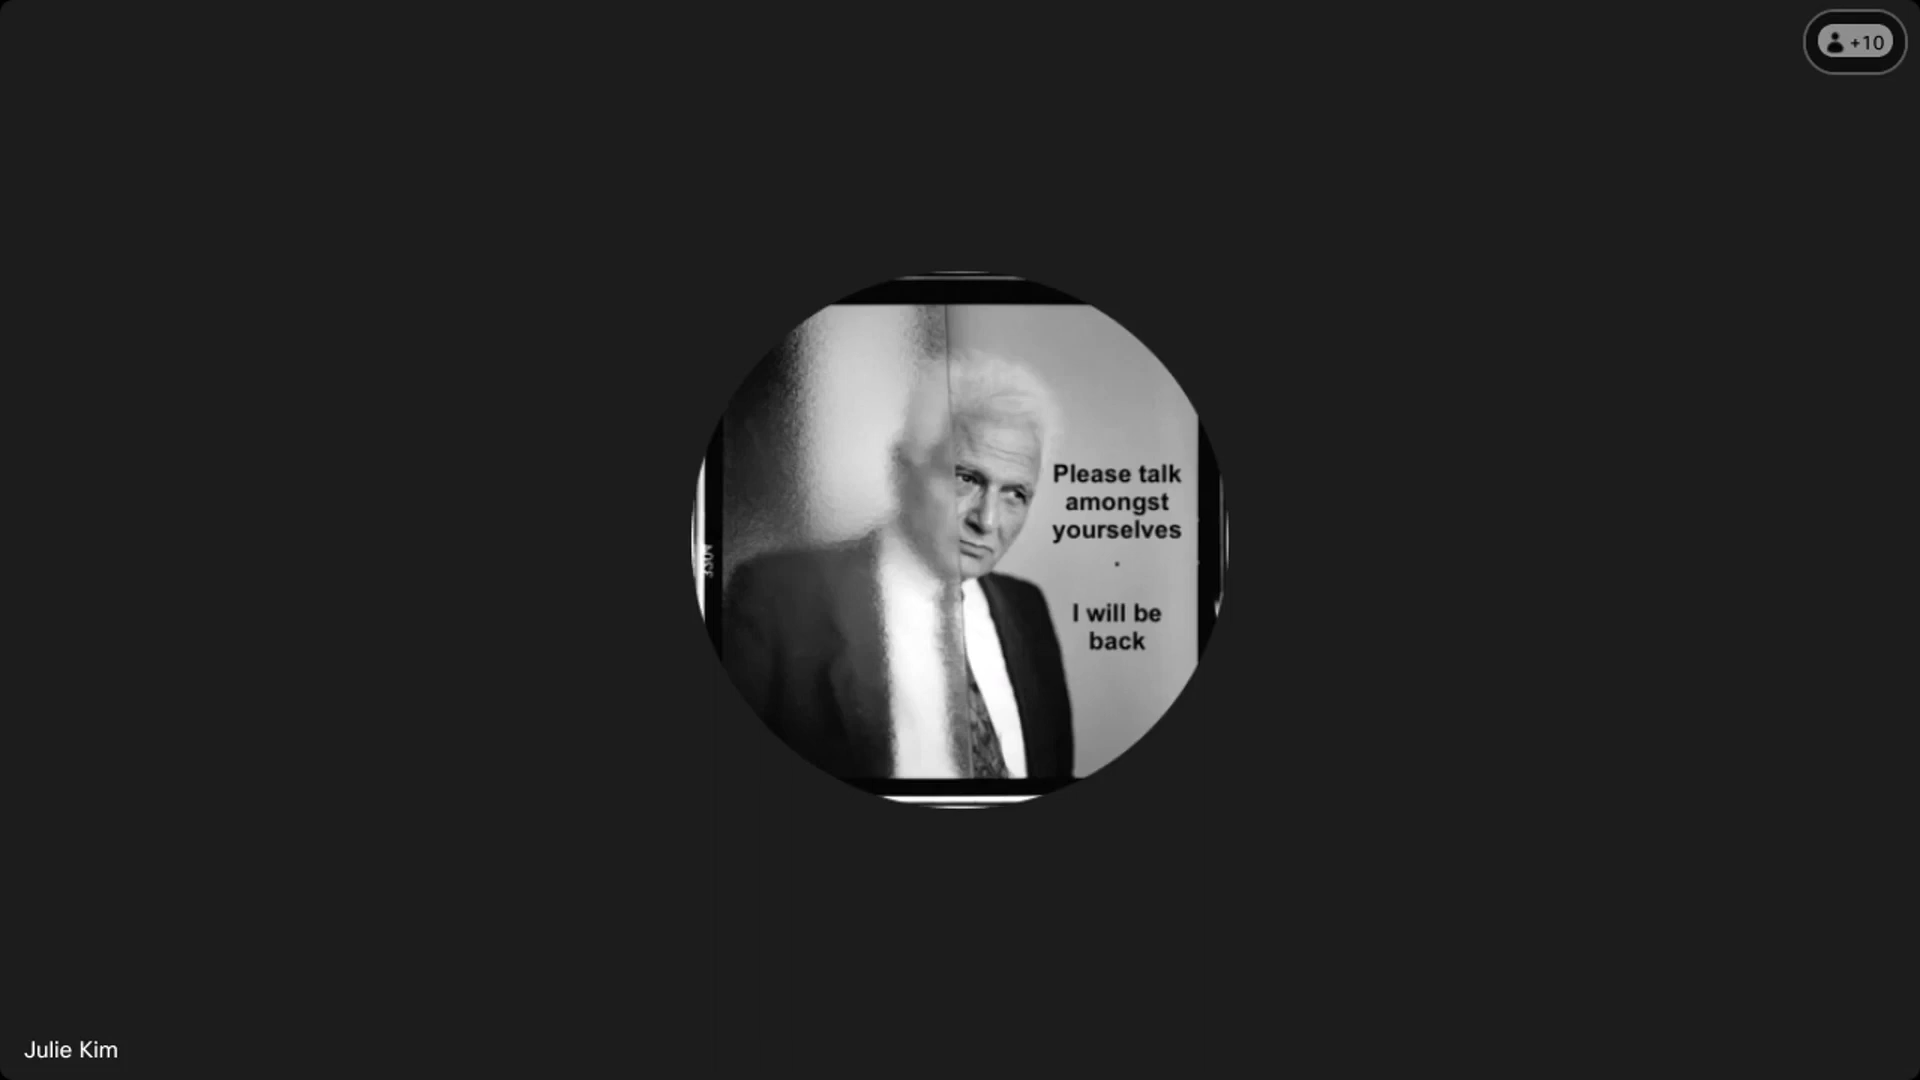 +10
Please talk
amongst
yourselves
.
I will be
back
Julie Kim